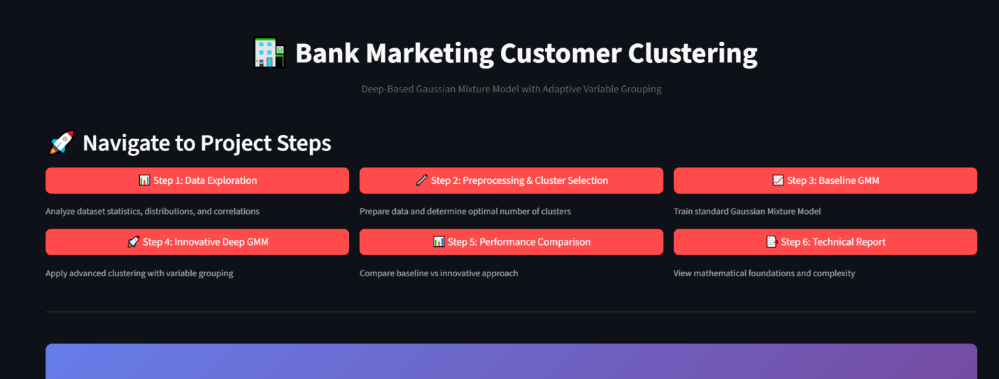 Bank Marketing Customer Clustering
Deep-Based Gaussian Mixture Model with Adaptive Variable Grouping
Navigate to Project Steps
Step 1: Data Exploration
Analyze dataset statistics, distributions, and correlations
Step 2: Preprocessing & Cluster Selection
Prepare data and determine optimal number of clusters
Step 3: Baseline GMM
Train standard Gaussian Mixture Model
Step 4: Innovative Deep GMM
Apply advanced clustering with variable grouping
Step 5: Performance Comparison
Compare baseline vs innovative approach
Step 6: Technical Report
View mathematical foundations and complexity